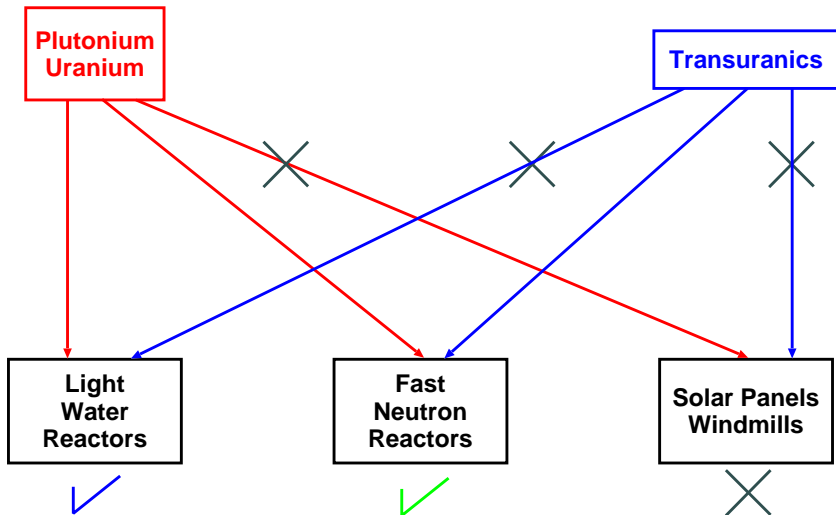 Plutonium
Uranium
Transuranics
Light
Water
Reactors
Fast
Neutron
Reactors
Solar Panels
Windmills